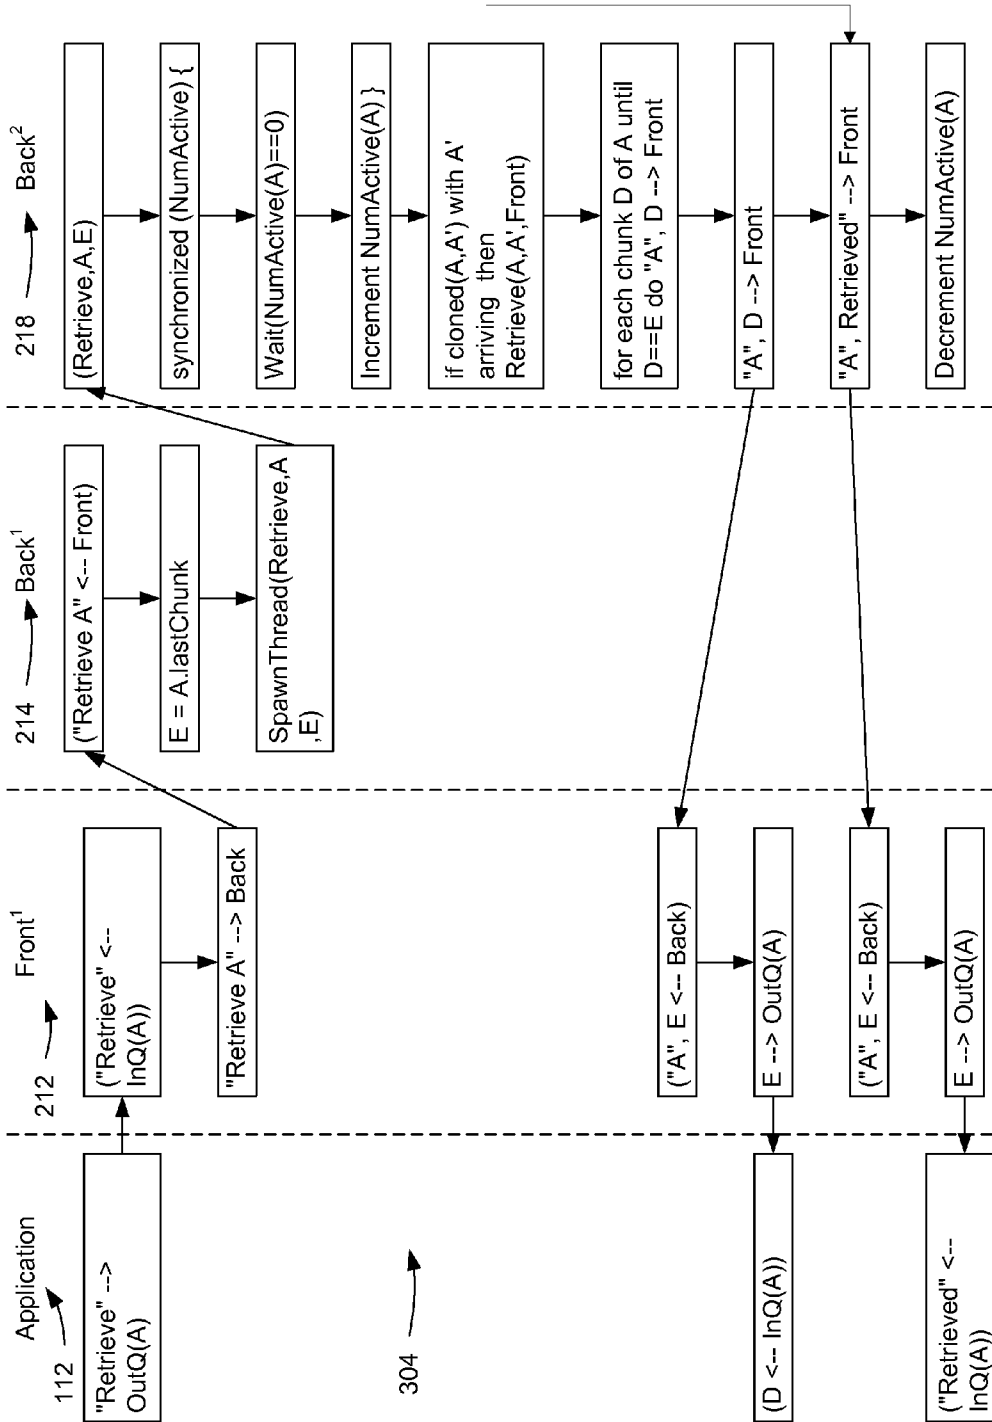 Application
112
"Retrieve" -->
OutQ(A)
304
(D <-- InQ(A))
("Retrieved" <--
InQ(A))
Front1
212
("Retrieve" <--
InQ(A))
"Retrieve A" --> Back
("A", E <-- Back)
E --> OutQ(A)
("A", E <-- Back)
E --> OutQ(A)
214
Back1
("Retrieve A" <-- Front)
E = A.lastChunk
SpawnThread(Retrieve,A
,E)
218
Back2
(Retrieve,A,E)
synchronized (NumActive) {
Wait(NumActive(A)==0)
Increment NumActive(A) }
if cloned(A,A') with A'
arriving then
Retrieve(A,A',Front)
for each chunk D of A until
D==E do "A", D --> Front
"A", D --> Front
"A", Retrieved" --> Front
Decrement NumActive(A)